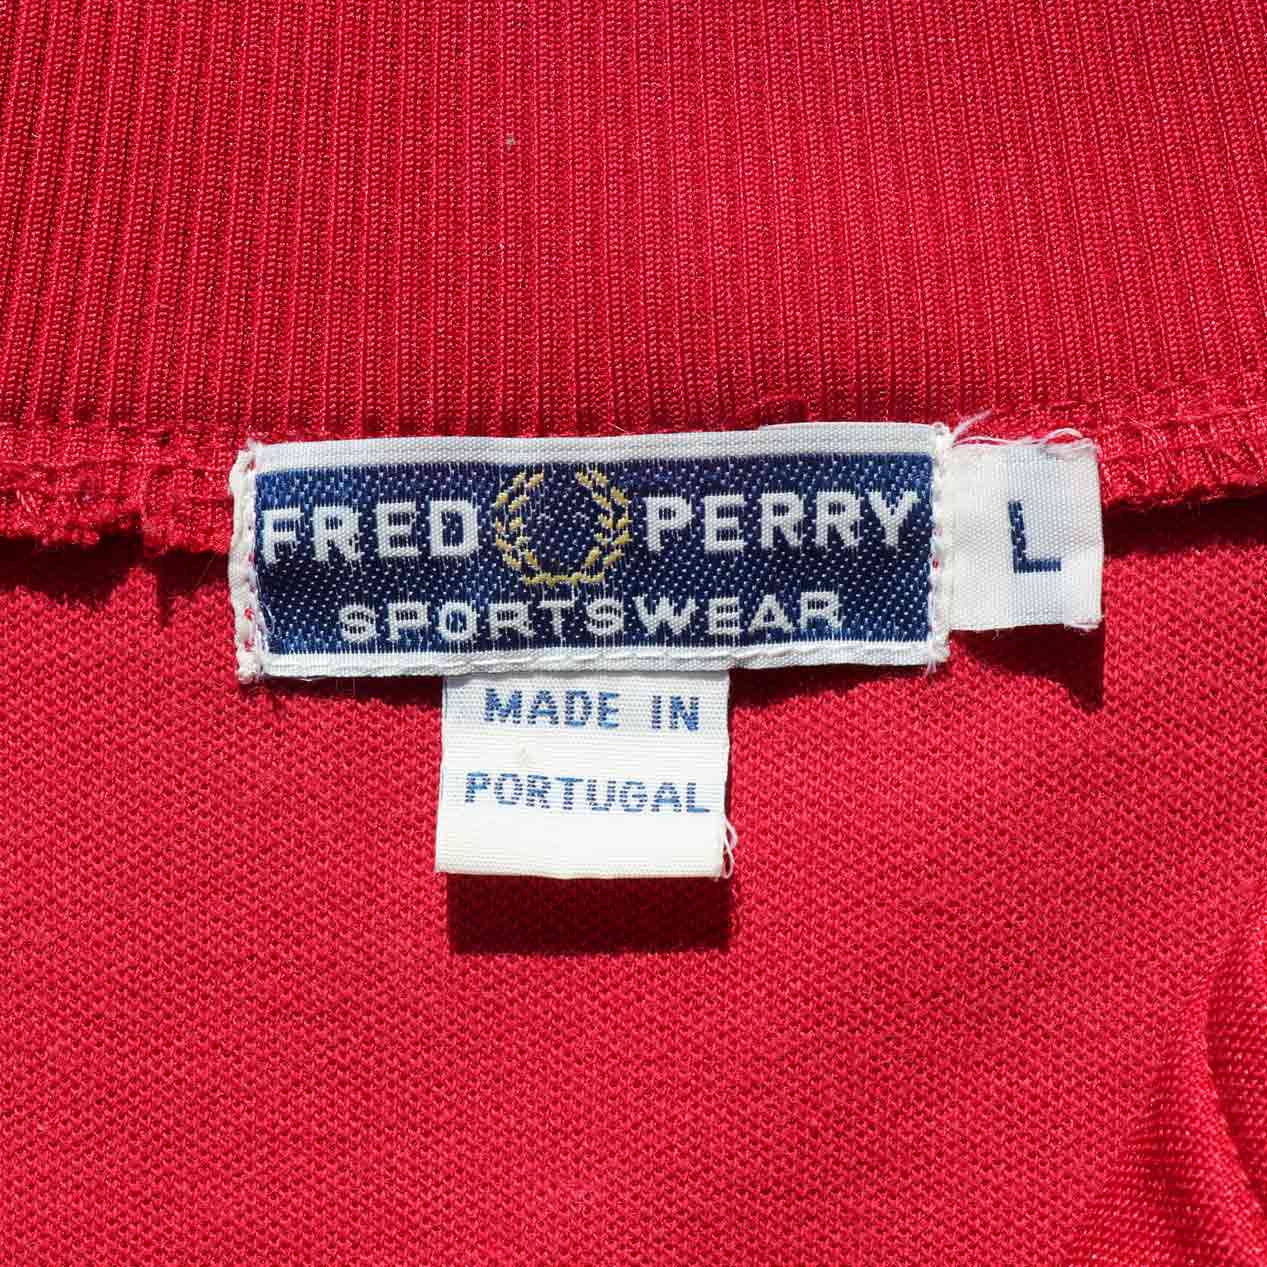 FRED PERRY
SPORTSWEAR
L
MADE IN
PORTUGAL